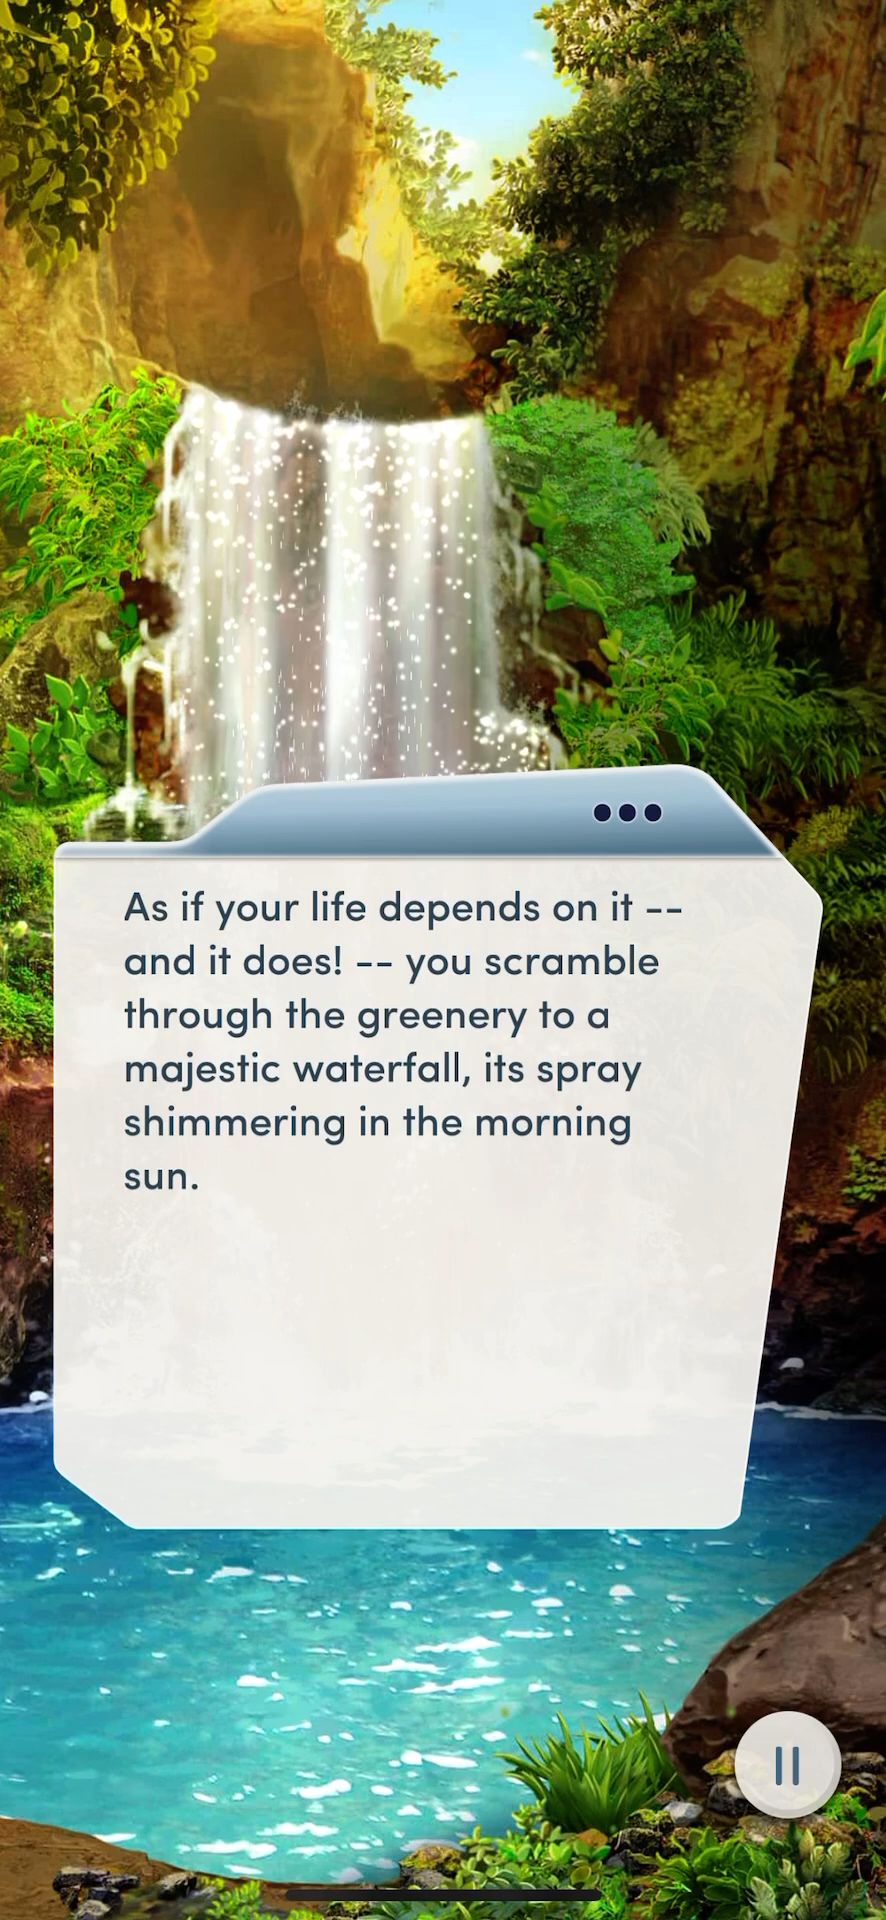 As if your life depends on it --
and it does! -- you scramble
through the greenery to a
majestic waterfall, its spray
shimmering in the morning
sun.